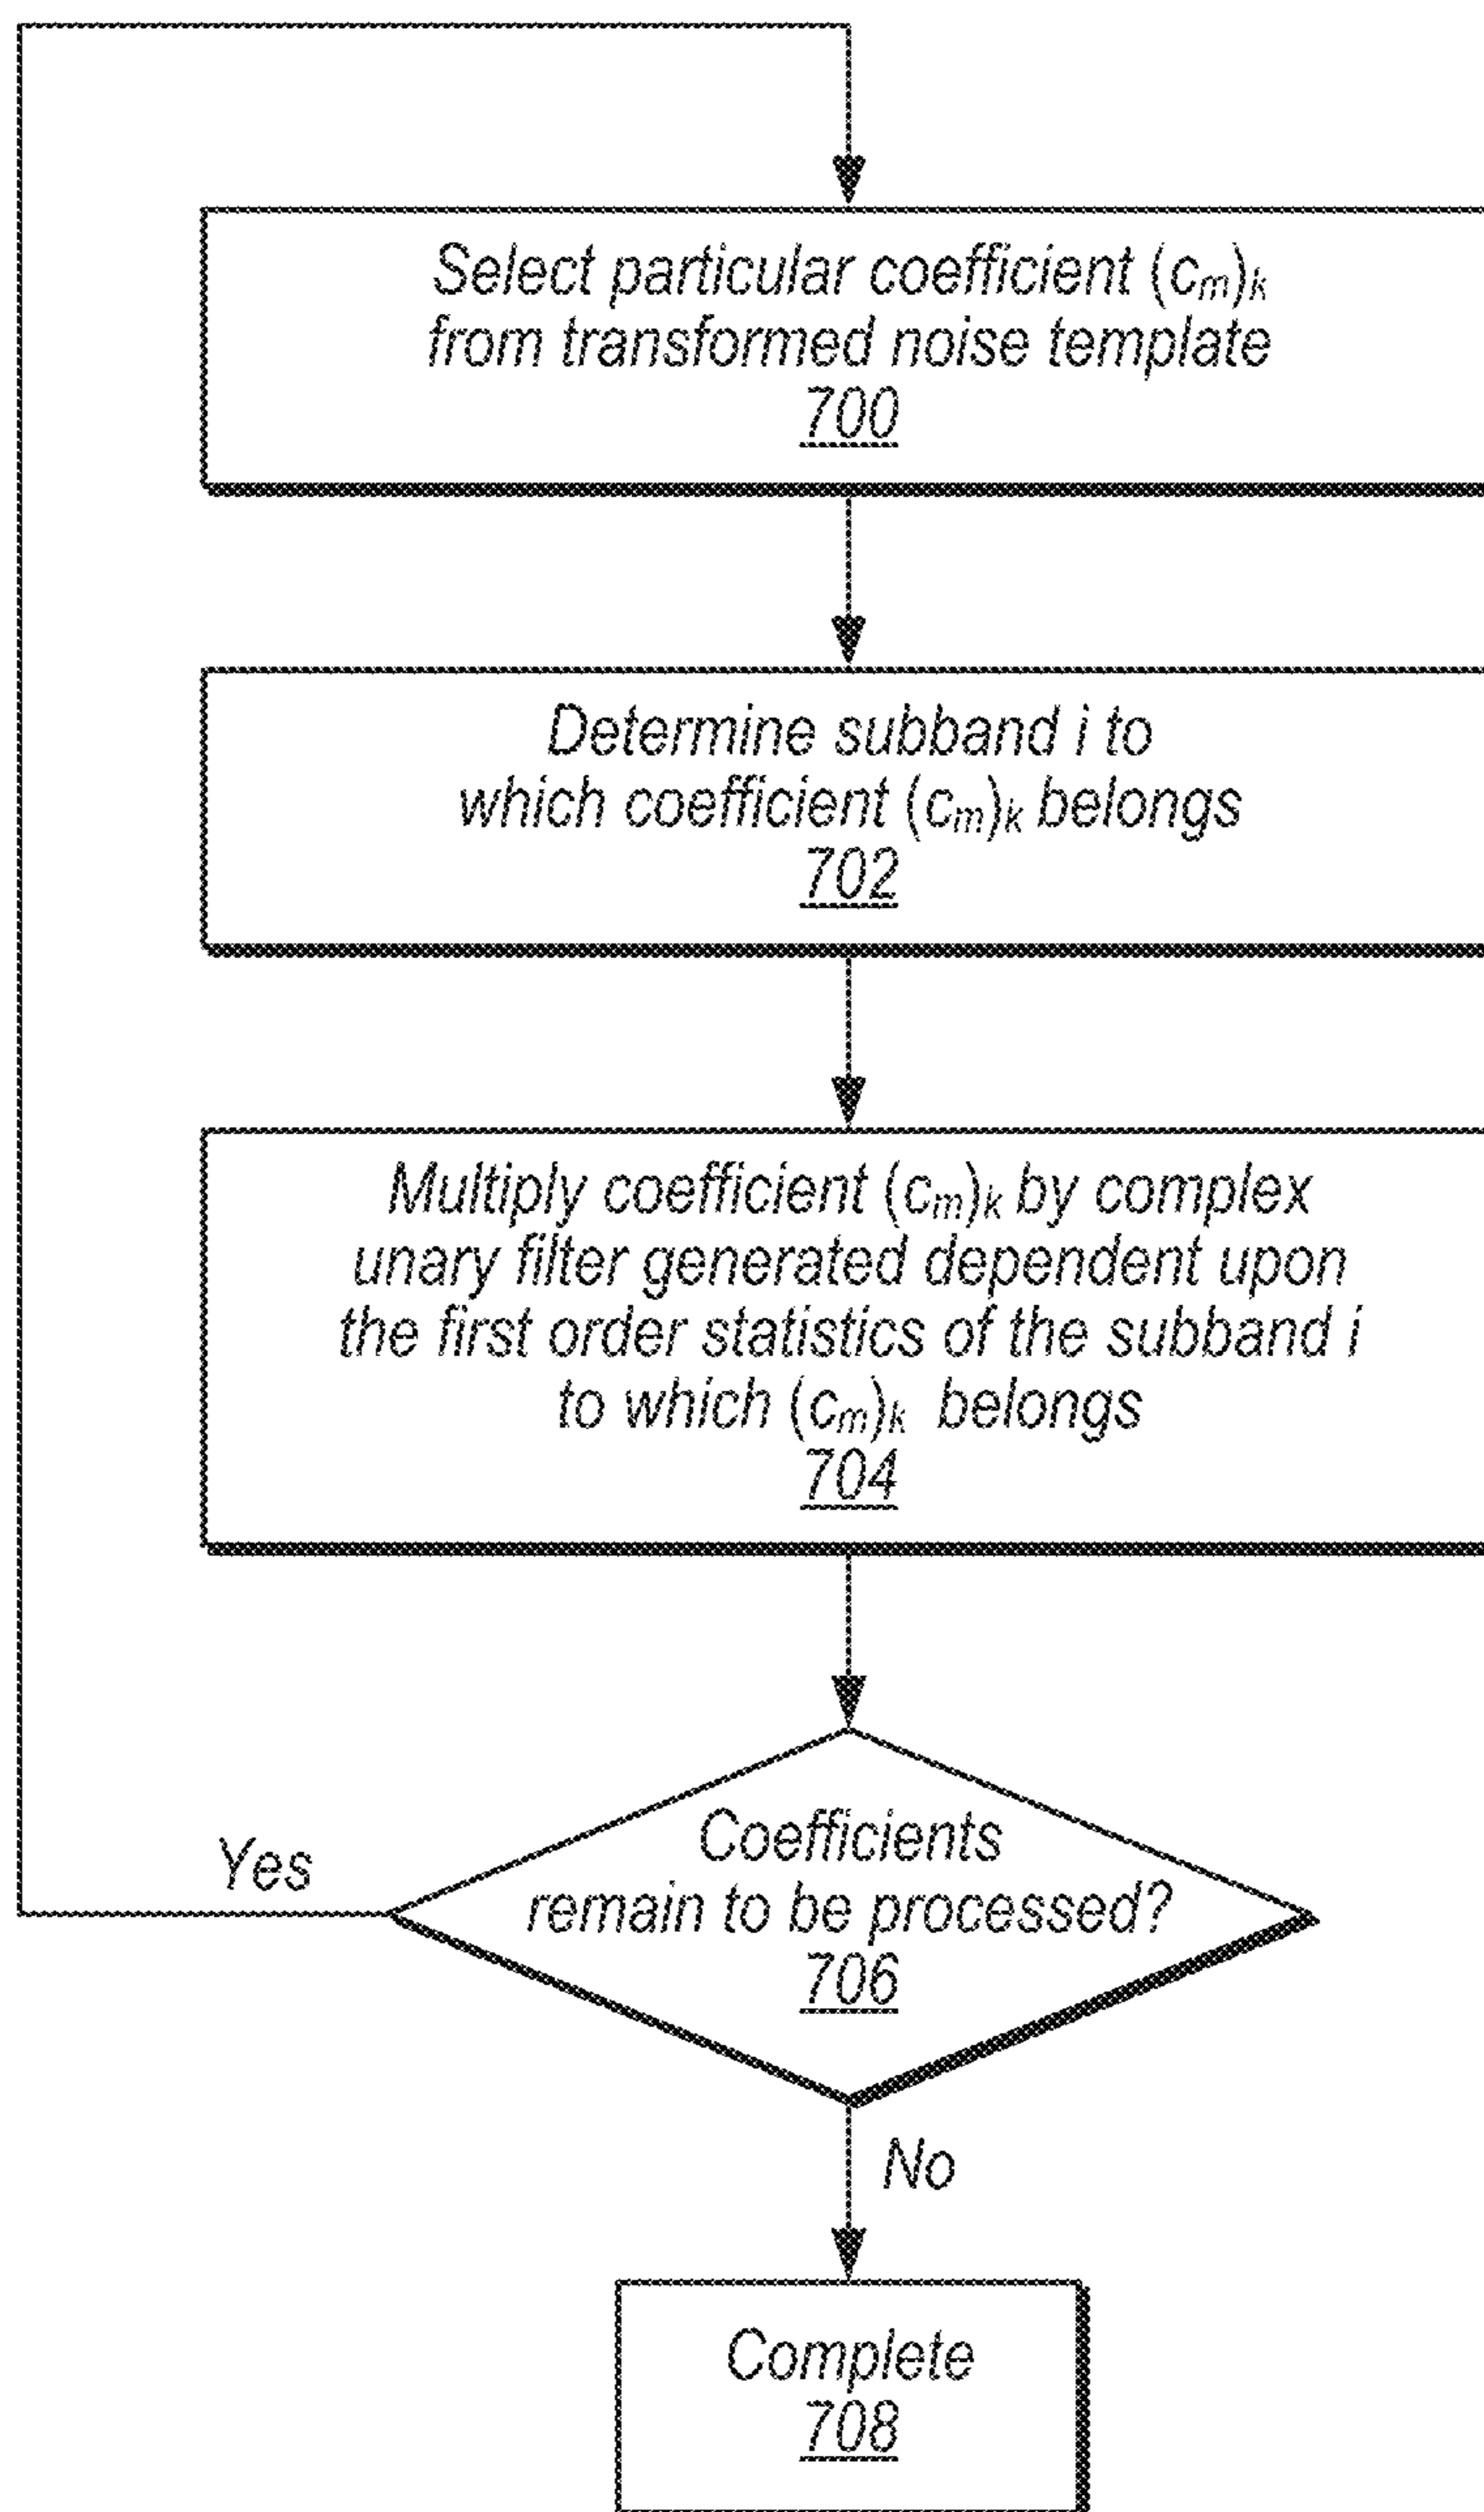 Select particular coefficient (cm)k
from transformed noise template
700
Determine subband i to
which coefficient (cm)k belongs
702
Multiply coefficient (cm)k by complex
unary filter generated dependent upon
the first order statistics of the subband i
to which (cm)k belongs
704
Coefficients
remain to be processed?
706
Yes
No
Complete
708